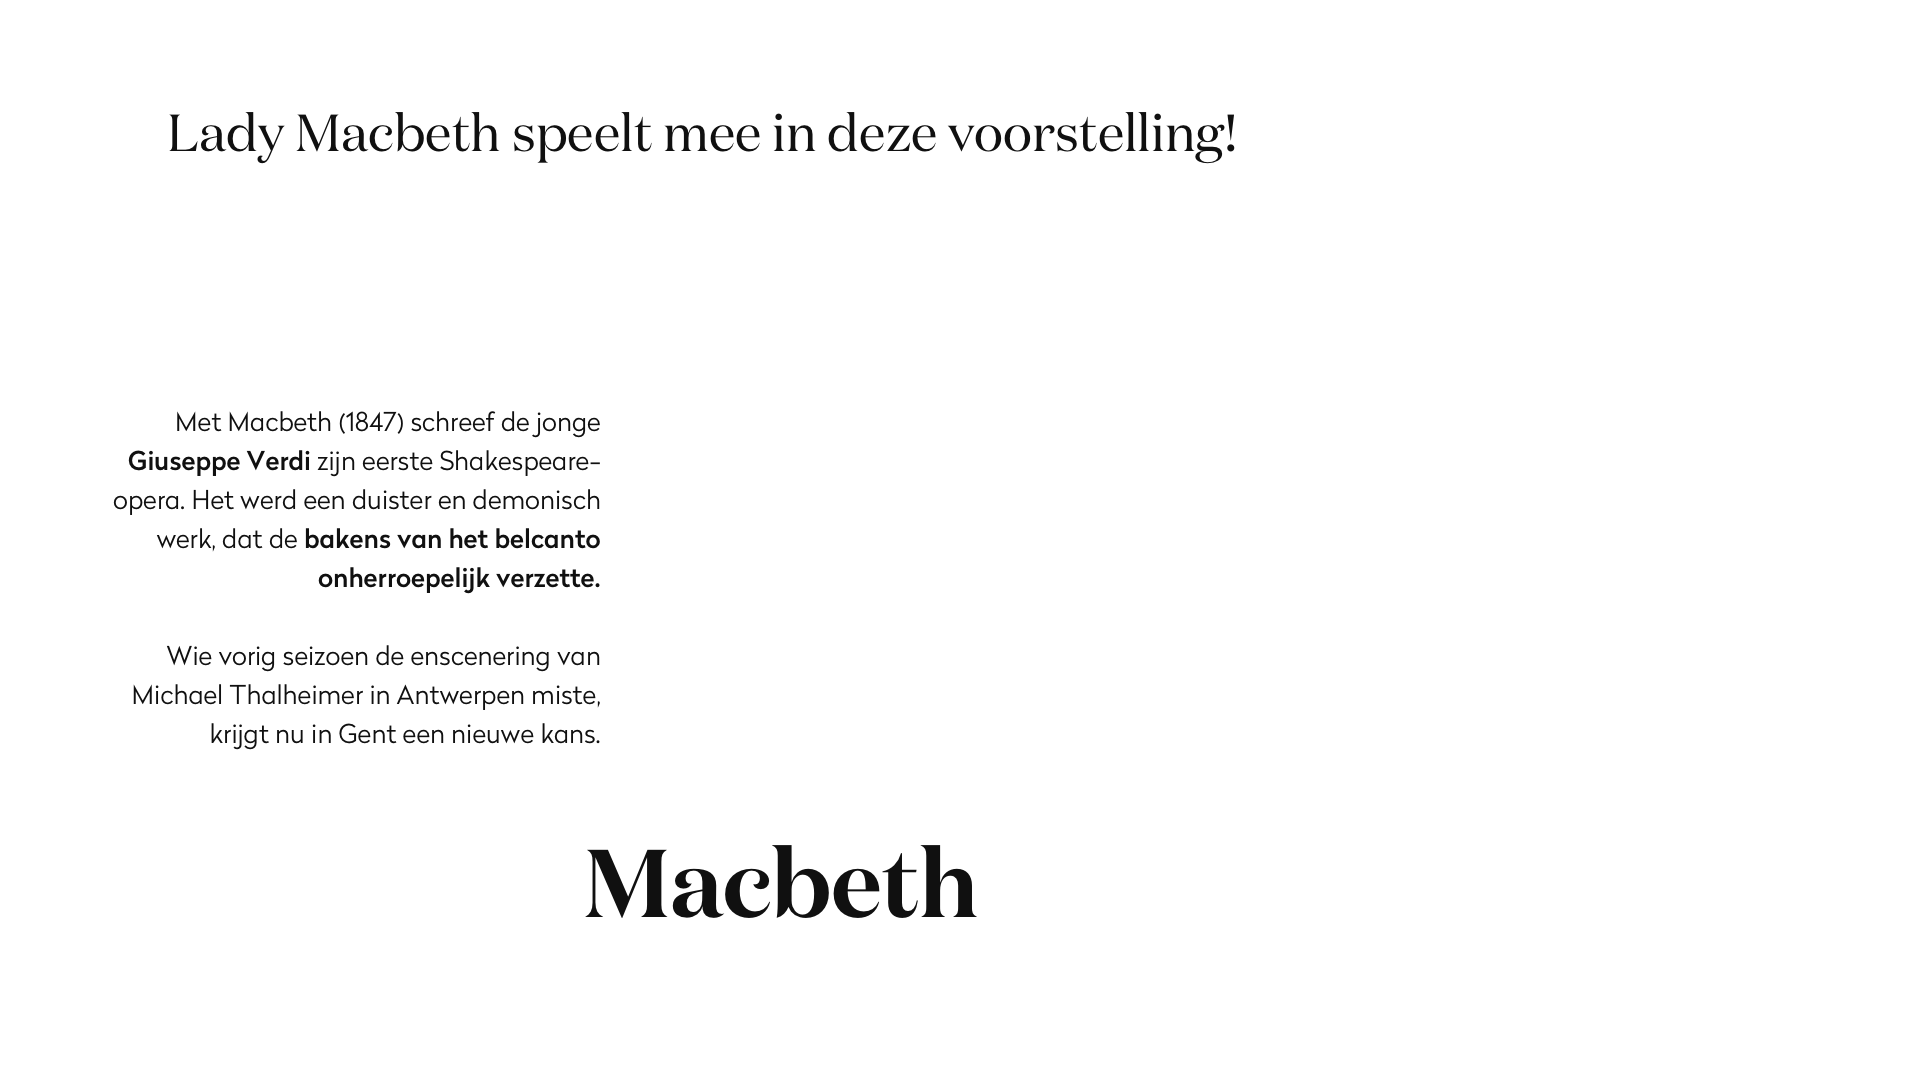 Lady Macbeth speelt mee in deze voorstelling!
Met Macbeth (1847) schreef de jonge
Giuseppe Verdi zijn eerste Shakespeare-
opera. Het werd een duister en demonisch
werk, dat de bakens van het belcanto
onherroepelijk verzette.
Wie vorig seizoen de enscenering van
Michael Thalheimer in Antwerpen miste,
krijgt nu in Gent een nieuwe kans.
Macbeth